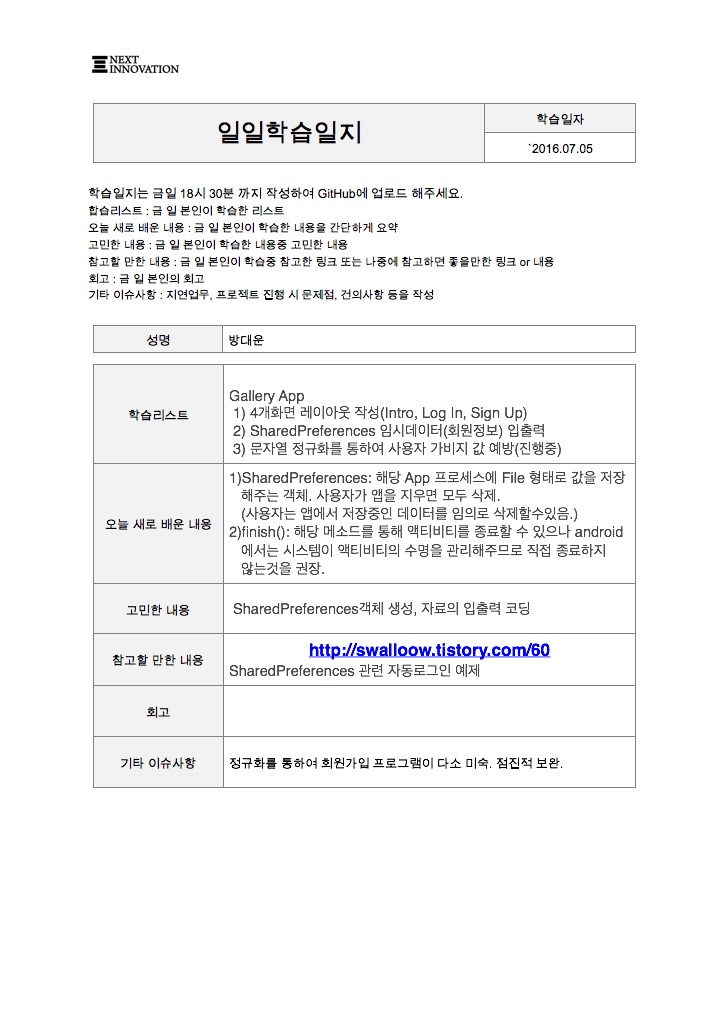 NEXT
INNOVATION
일일학습일지
학습일자
`2016.07.05
학습일지는 금일 18시 30분 까지 작성하여 GitHub에 업로드 해주세요.
합습리스트 : 금 일 본인이 학습한 리스트
오늘 새로 배운 내용 : 금 일 본인이 학습한 내용을 간단하게 요약
고민한 내용 : 금 일 본인이 학습한 내용중 고민한 내용
참고할 만한 내용 : 금 일 본인이 학습중 참고한 링크 또는 나중에 참고하면 좋을만한 링크 or 내용
회고 : 금 일 본인의 회고
기타 이슈사항 : 지연업무, 프로젝트 진행 시 문제점, 건의사항 등을 작성
성명
방대운
학습리스트
Gallery App
1) 4개화면 레이아웃 작성(Intro, Log In, Sign Up)
2) SharedPreferences 임시데이터(회원정보) 입출력
3) 문자열 정규화를 통하여 사용자 가비지 값 예방(진행중)
오늘 새로 배운 내용
1)SharedPreferences: 해당 App 프로세스에 File 형태로 값을 저장
해주는 객체. 사용자가 앱을 지우면 모두 삭제.
(사용자는 앱에서 저장중인 데이터를 임의로 삭제할수있음.)
2)finish(): 해당 메소드를 통해 액티비티를 종료할 수 있으나 android
에서는 시스템이 액티비티의 수명을 관리해주므로 직접 종료하지
않는것을 권장.
고민한 내용
SharedPreferences객체 생성, 자료의 입출력 코딩
참고할 만한 내용
http://swalloow.tistory.com/60
SharedPreferences 관련 자동로그인 예제
회고
기타 이슈사항
정규화를 통하여 회원가입 프로그램이 다소 미숙. 점진적 보완.